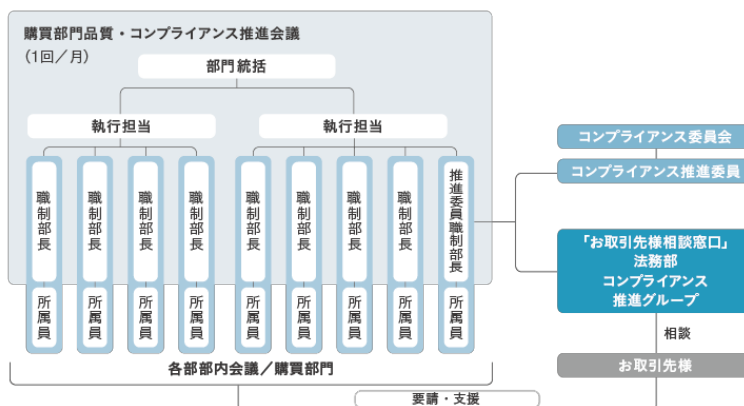 購買部門品質・コンプライアンス推進会議
（1回／月）
部門統括
執行担当
執行担当
職制部長
職制部長
職制部長
職制部長
職制部長
職制部長
職制部長
職制部長
推進委員職制部長
所属員
所属員
所属員
所属員
所属員
所属員
所属員
所属員
所属員
各部部内会議／購買部門
コンプライアンス委員会
コンプライアンス推進委員
「お取引先様相談窓口」
法務部
コンプライアンス
推進グループ
相談
お取引先様
要請・支援